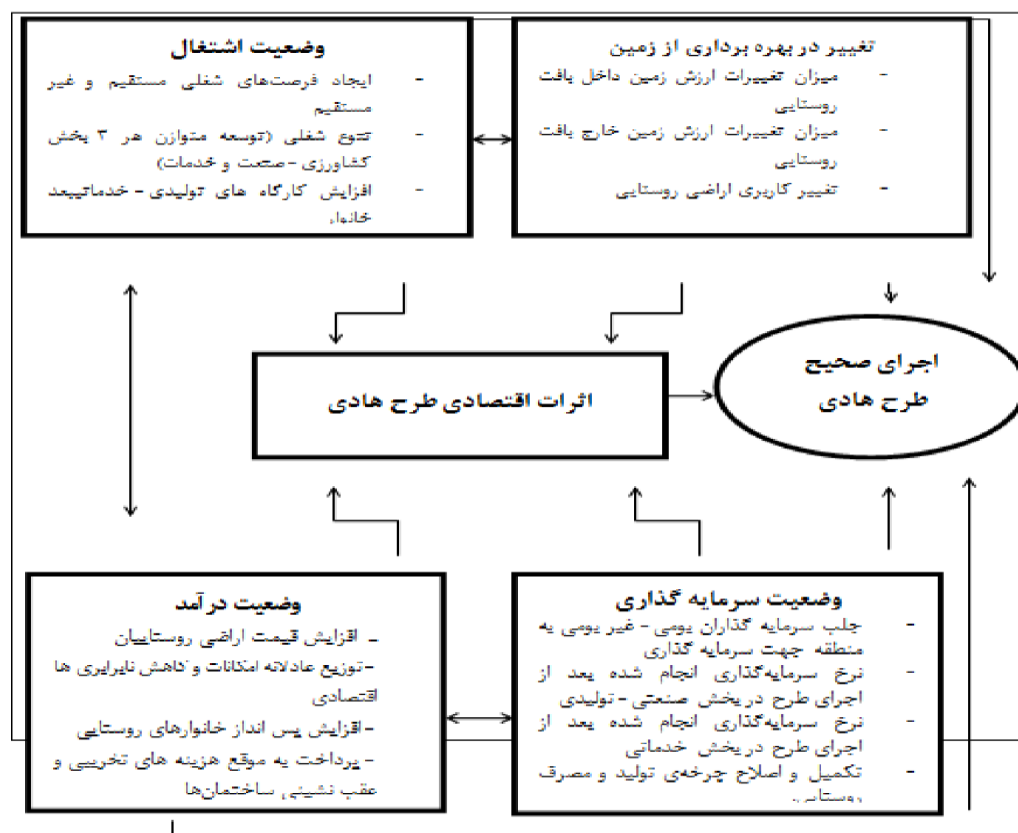 تغییر در بهره برداری از زمین
- میزان تغییرات ارزش زمین داخل بافت
روستایی
- میزان تغییرات ارزش زمین خارج بافت
روستایی
- تغییر کاربری اراضی روستایی
وضعیت اشتغال
- ایجاد فرصت‌های شغلی مستقیم و غیر
مستقیم
- تنوع شغلی (توسعه متوازن هر ۳ بخش
کشاورزی - صنعت و خدمات)
- افزایش کارگاه های تولیدی - خدماتیبعد
خانوار
اجرای صحیح
طرح هادی
اثرات اقتصادی طرح هادی
وضعیت سرمایه گذاری
- جلب سرمایه گذاران بومی - غیر بومی به
منطقه جهت سرمایه گذاری
- نرخ سرمایه‌گذاری انجام شده بعد از
اجرای طرح در بخش صنعتی - تولیدی
- نرخ سرمایه‌گذاری انجام شده بعد از
اجرای طرح در بخش خدماتی
- تکمیل و اصلاح چرخه‌ی تولید و مصرف
روستایی.
وضعیت درآمد
- افزایش قیمت اراضی روستاییان
- توزیع عادلانه امکانات و کاهش نابرابری ها
اقتصادی
- افزایش پس انداز خانوارهای روستایی
- پرداخت به موقع هزینه های تخریبی و
عقب نشینی ساختمان‌ها